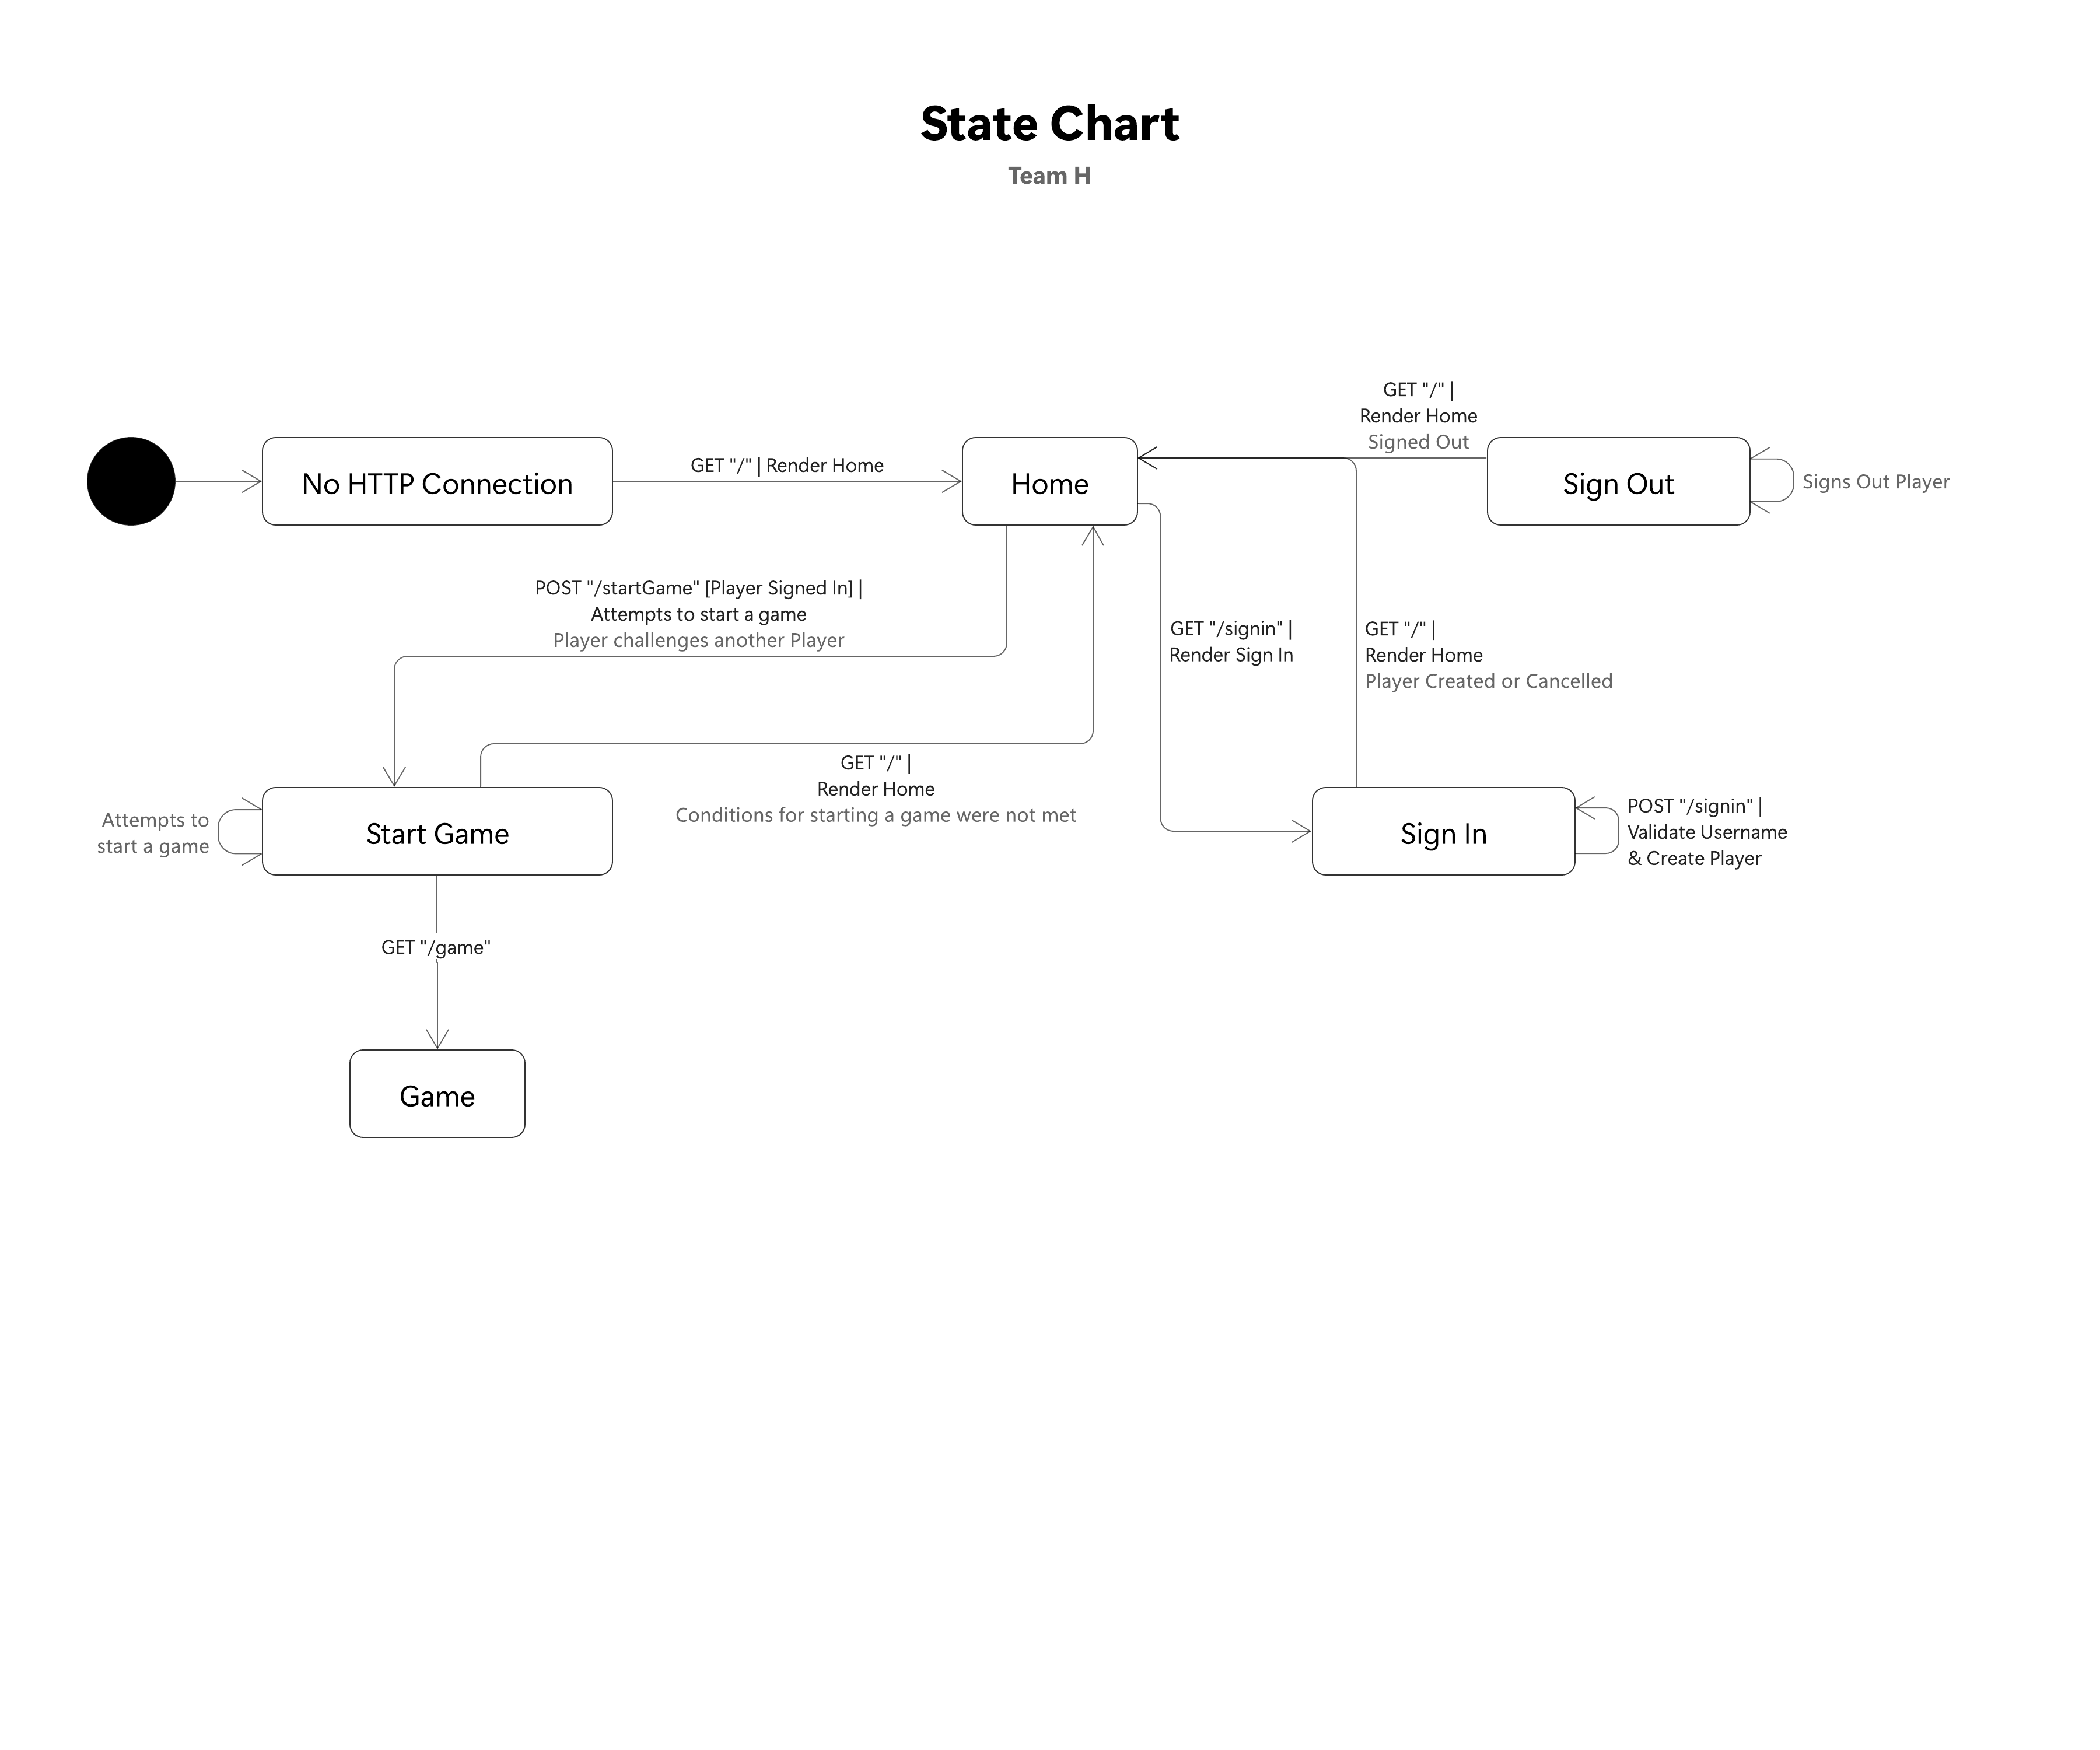 State Chart
Team H
GET "/" |
Render Home
Signed Out
No HTTP Connection
GET "/" | Render Home
Home
Sign Out
Signs Out Player
POST "/startGame" [Player Signed In] |
Attempts to start a game
Player challenges another Player
GET "/signin" |
Render Sign In
GET "/" |
Render Home
Player Created or Cancelled
GET "/" |
Render Home
Conditions for starting a game were not met
Attempts to
start a game
Start Game
Sign In
POST "/signin" |
Validate Username
& Create Player
GET "/game"
Game